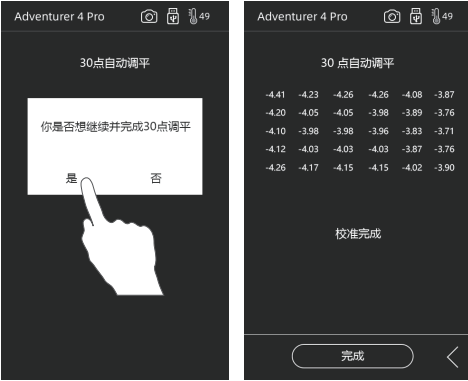 Adventurer 4 Pro 49
30点自动调平
你是否想继续并完成30点调平
是 否
Adventurer 4 Pro 49
30 点自动调平
-4.41 -4.23 -4.26 -4.26 -4.08 -3.87
-4.20 -4.05 -4.05 -3.98 -3.89 -3.76
-4.10 -3.98 -3.98 -3.96 -3.83 -3.71
-4.12 -4.03 -4.03 -4.03 -3.87 -3.76
-4.26 -4.17 -4.15 -4.15 -4.02 -3.90
校准完成
完成